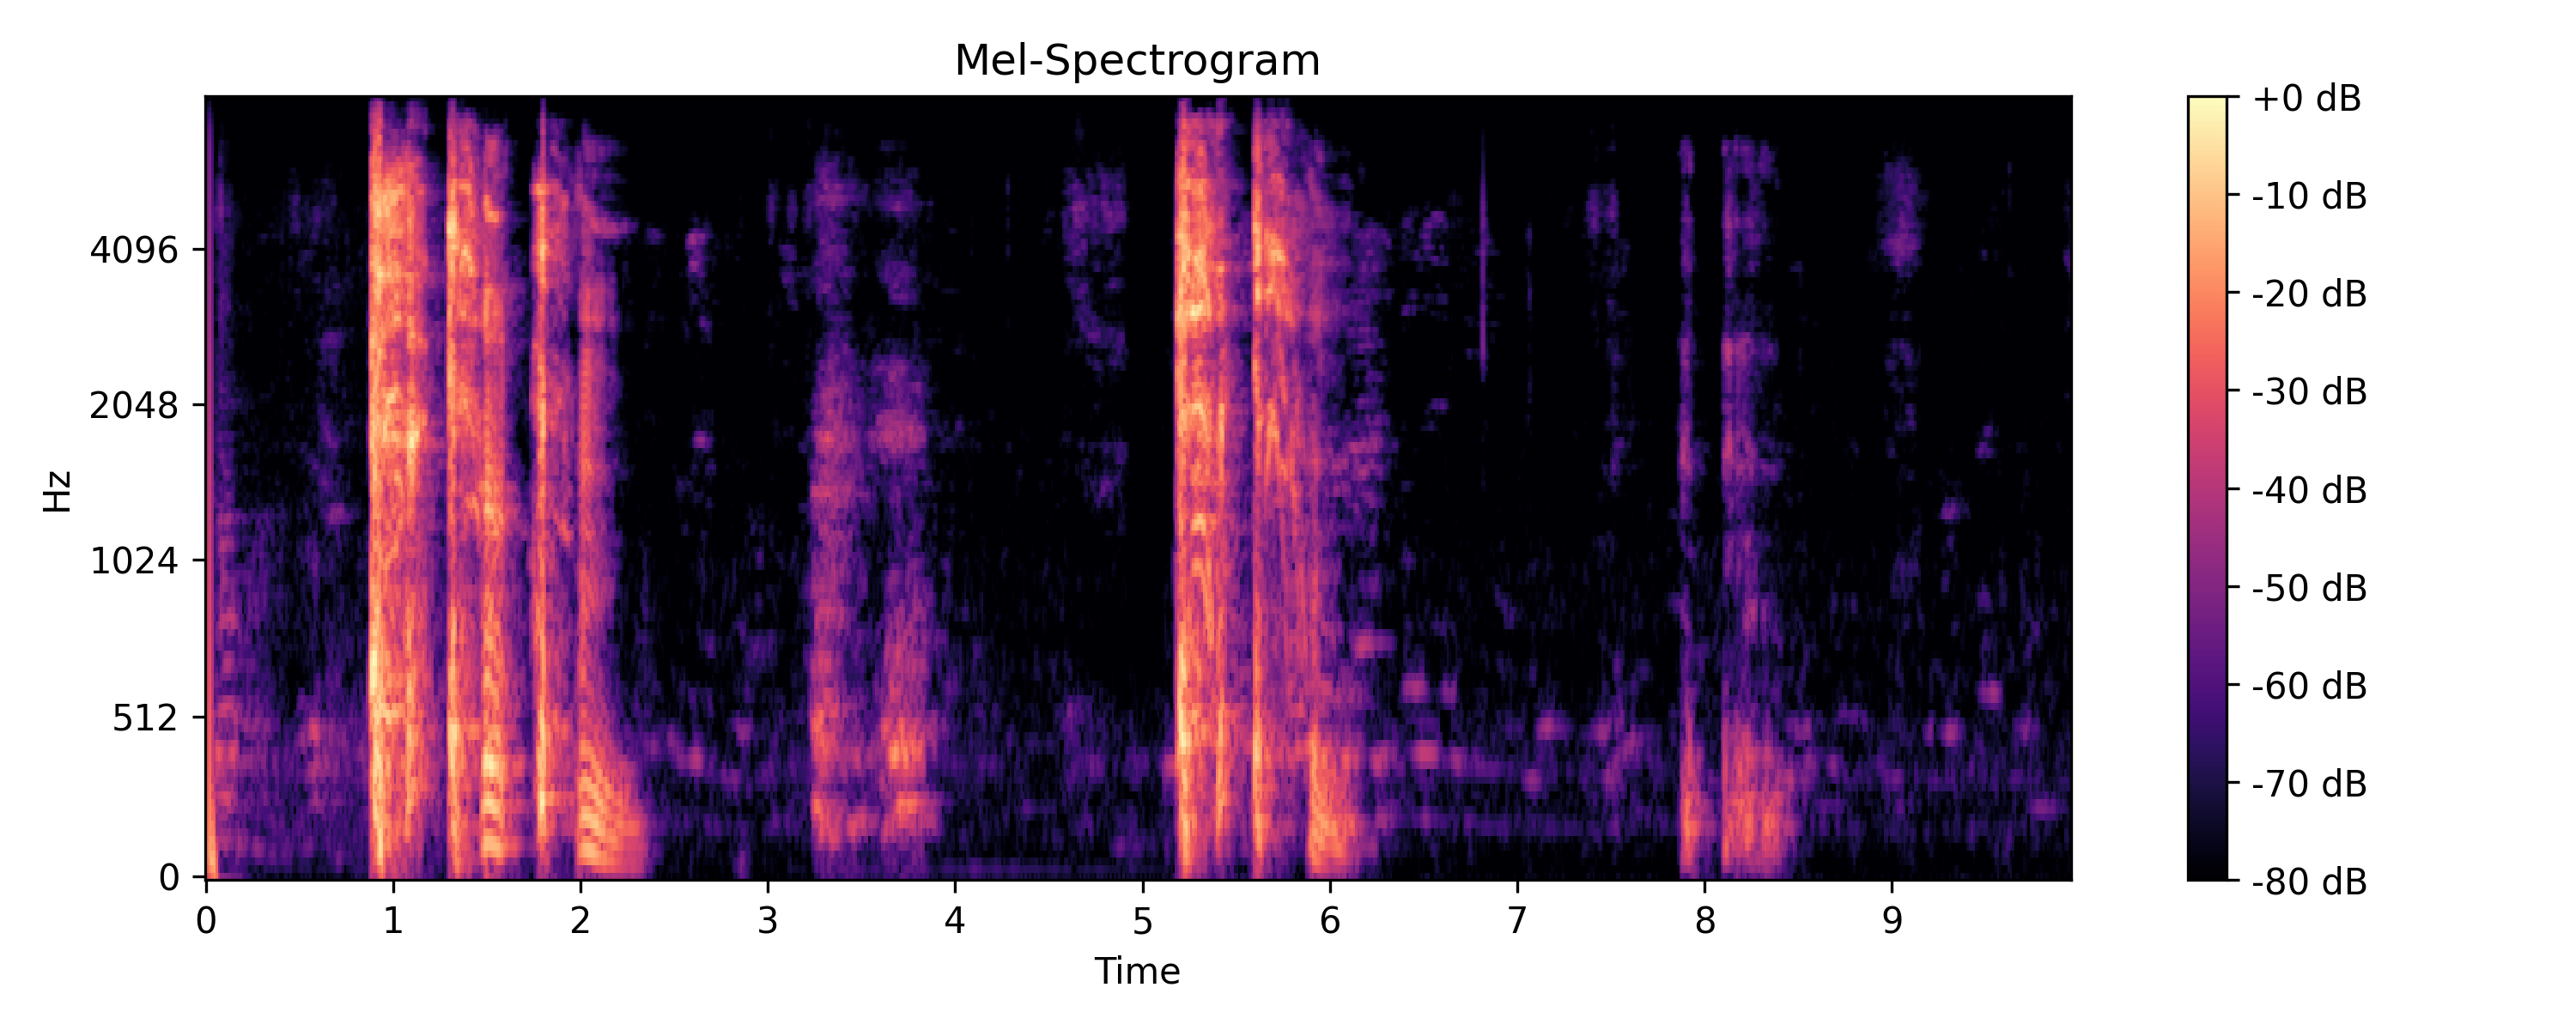 Mel-Spectrogram
Hz
4096
2048
1024
512
0
0 1 2 3 4 5 6 7 8 9
Time
+0 dB
-10 dB
-20 dB
-30 dB
-40 dB
-50 dB
-60 dB
-70 dB
-80 dB